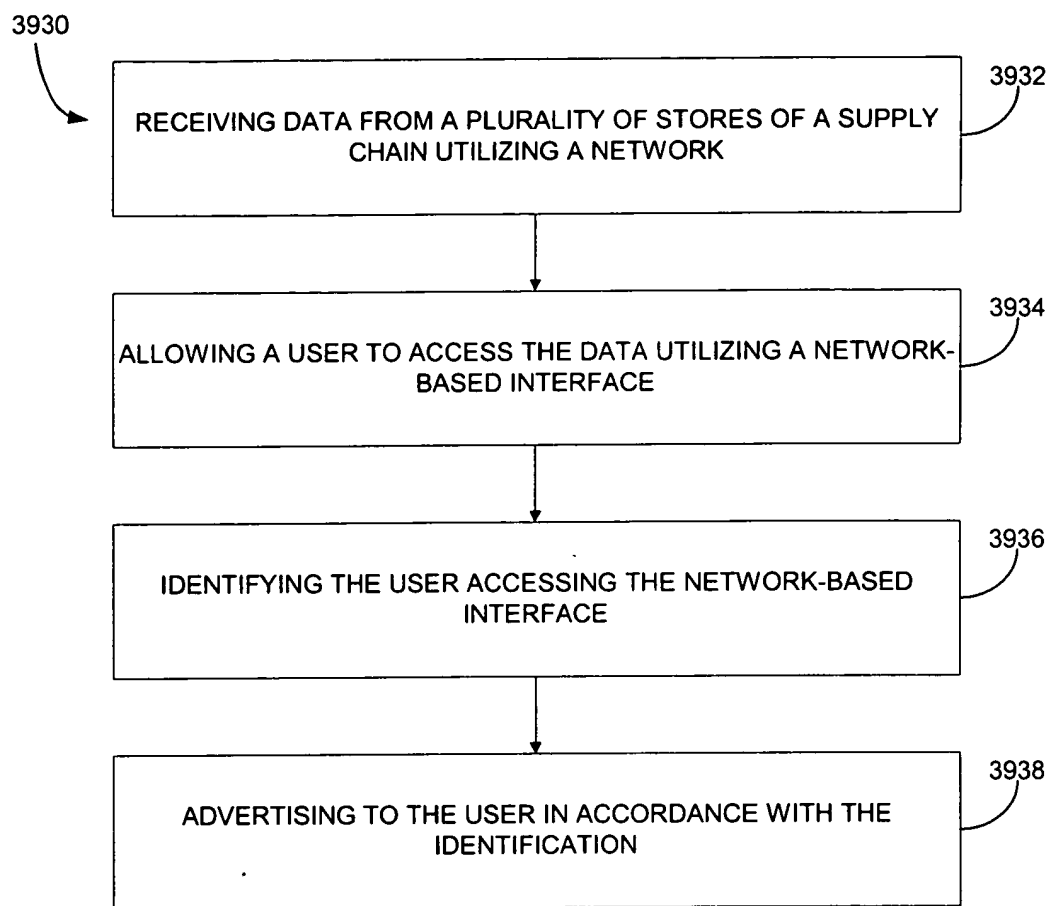 3930
3932
RECEIVING DATA FROM A PLURALITY OF STORES OF A SUPPLY
CHAIN UTILIZING A NETWORK
3934
ALLOWING A USER TO ACCESS THE DATA UTILIZING A NETWORK-
BASED INTERFACE
3936
IDENTIFYING THE USER ACCESSING THE NETWORK-BASED
INTERFACE
3938
ADVERTISING TO THE USER IN ACCORDANCE WITH THE
IDENTIFICATION